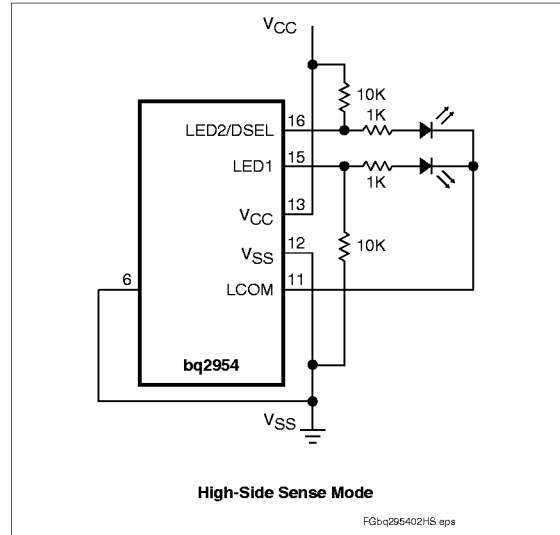 VCC
10K
1K
16
LED2/DSEL
15
LED1
1K
13
VCC
12
10K
VSS
6
11
LCOM
bq2954
VSS
High-Side Sense Mode
FGbq295402HS.eps